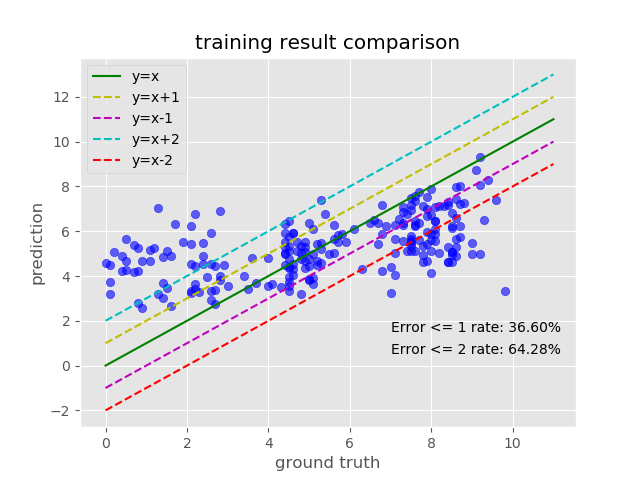 training result comparison
y=x
y=x+1
y=x-1
y=x+2
y=x-2
12
10
8
6
4
2
0
−2
prediction
Error <= 1 rate: 36.60%
Error <= 2 rate: 64.28%
0 2 4 6 8 10
ground truth